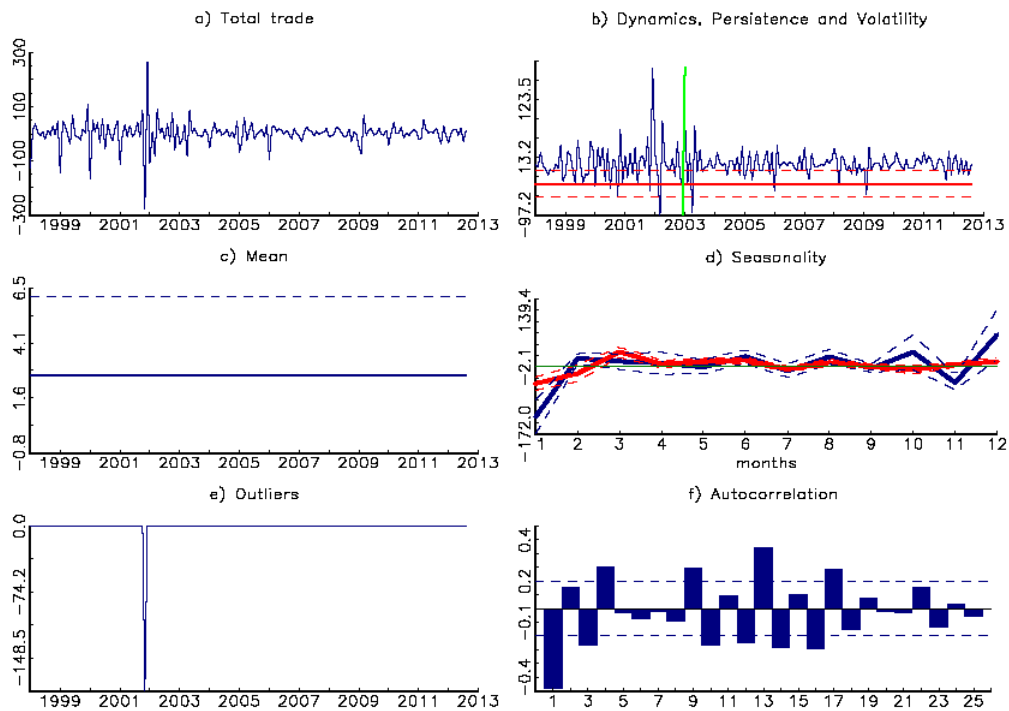 a) Total trade
300
100
-100
-300
1999 2001 2003 2005 2007 2009 2011 2013
b) Dynamics, Persistence and Volatility
123.5
13.2
-97.2
1999 2001 2003 2005 2007 2009 2011 2013
c) Mean
6.5
4.1
1.6
-0.8
1999 2001 2003 2005 2007 2009 2011 2013
d) Seasonality
139.4
-2.1
-172.0
1 2 3 4 5 6 7 8 9 10 11 12
months
e) Outliers
0.0
-74.2
-148.5
1999 2001 2003 2005 2007 2009 2011 2013
f) Autocorrelation
0.4
0.2
-0.1
-0.4
1 3 5 7 9 11 13 15 17 19 21 23 25